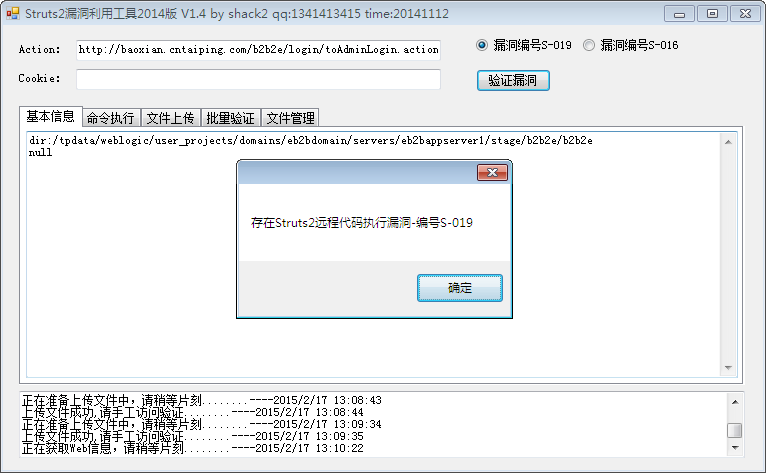 Struts2漏洞利用工具2014版 V1.4 by shack2 qq:1341413415 time:20141112
Action: http://baoxian.cntaiping.com/b2b2e/login/toAdminLogin.action 漏洞编号S-019 漏洞编号S-016
Cookie: 验证漏洞
基本信息 命令执行 文件上传 批量验证 文件管理
dir:/tpdata/weblogic/user_projects/domains/eb2bdomain/servers/eb2bappserver1/stage/b2b2e/b2b2e
null
存在Struts2远程代码执行漏洞-编号S-019
确定
正在准备上传文件中，请稍等片刻........----2015/2/17 13:08:43
上传文件成功,请手工访问验证........----2015/2/17 13:08:44
正在准备上传文件中，请稍等片刻........----2015/2/17 13:09:34
上传文件成功,请手工访问验证........----2015/2/17 13:09:35
正在获取Web信息，请稍等片刻........----2015/2/17 13:10:22